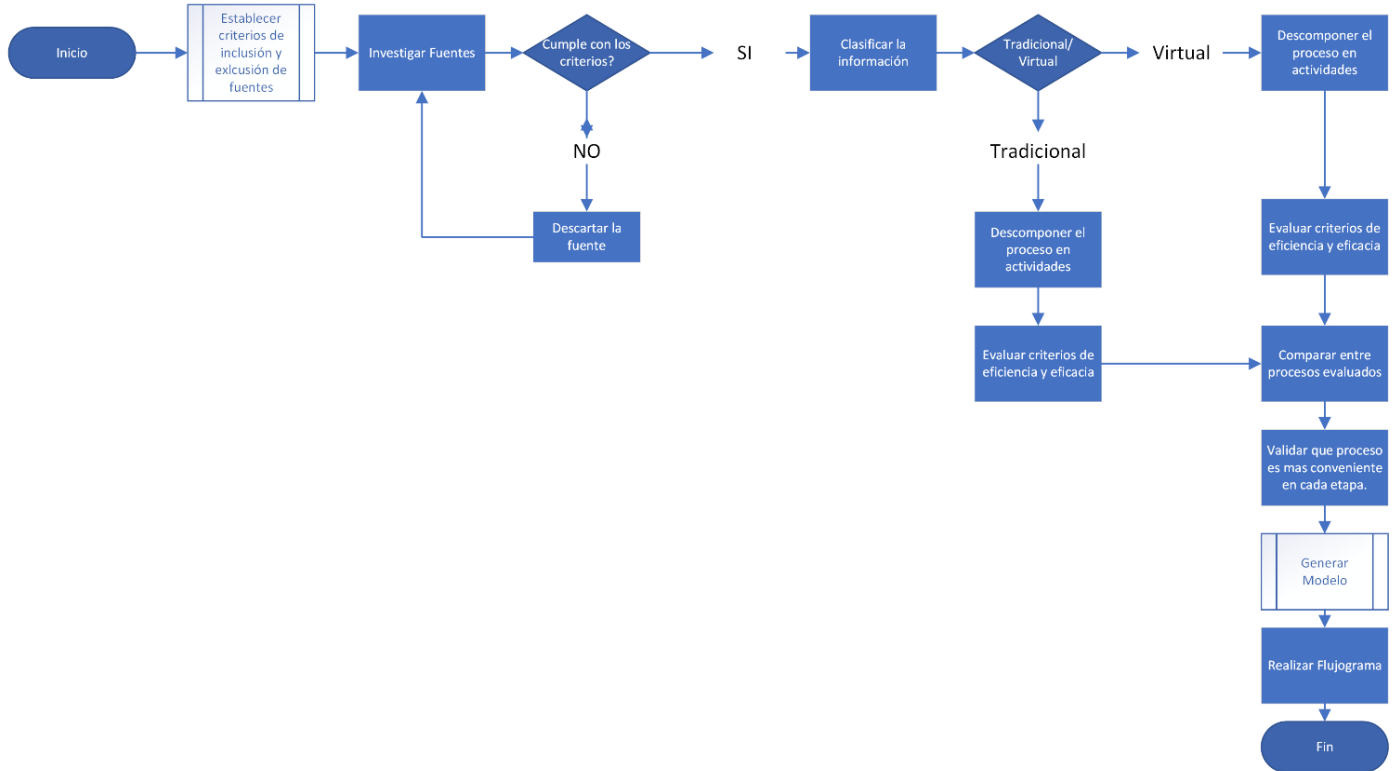 Inicio
Establecer
criterios de
inclusión y
exlcusión de
fuentes
Investigar Fuentes
Cumple con los
criterios?
SI
Clasificar la
información
Tradicional/
Virtual
Virtual
Descomponer el
proceso en
actividades
NO
Tradicional
Descartar la
fuente
Descomponer el
proceso en
actividades
Evaluar criterios de
eficiencia y eficacia
Evaluar criterios de
eficiencia y eficacia
Comparar entre
procesos evaluados
Validar que proceso
es mas conveniente
en cada etapa.
Generar
Modelo
Realizar Flujograma
Fin